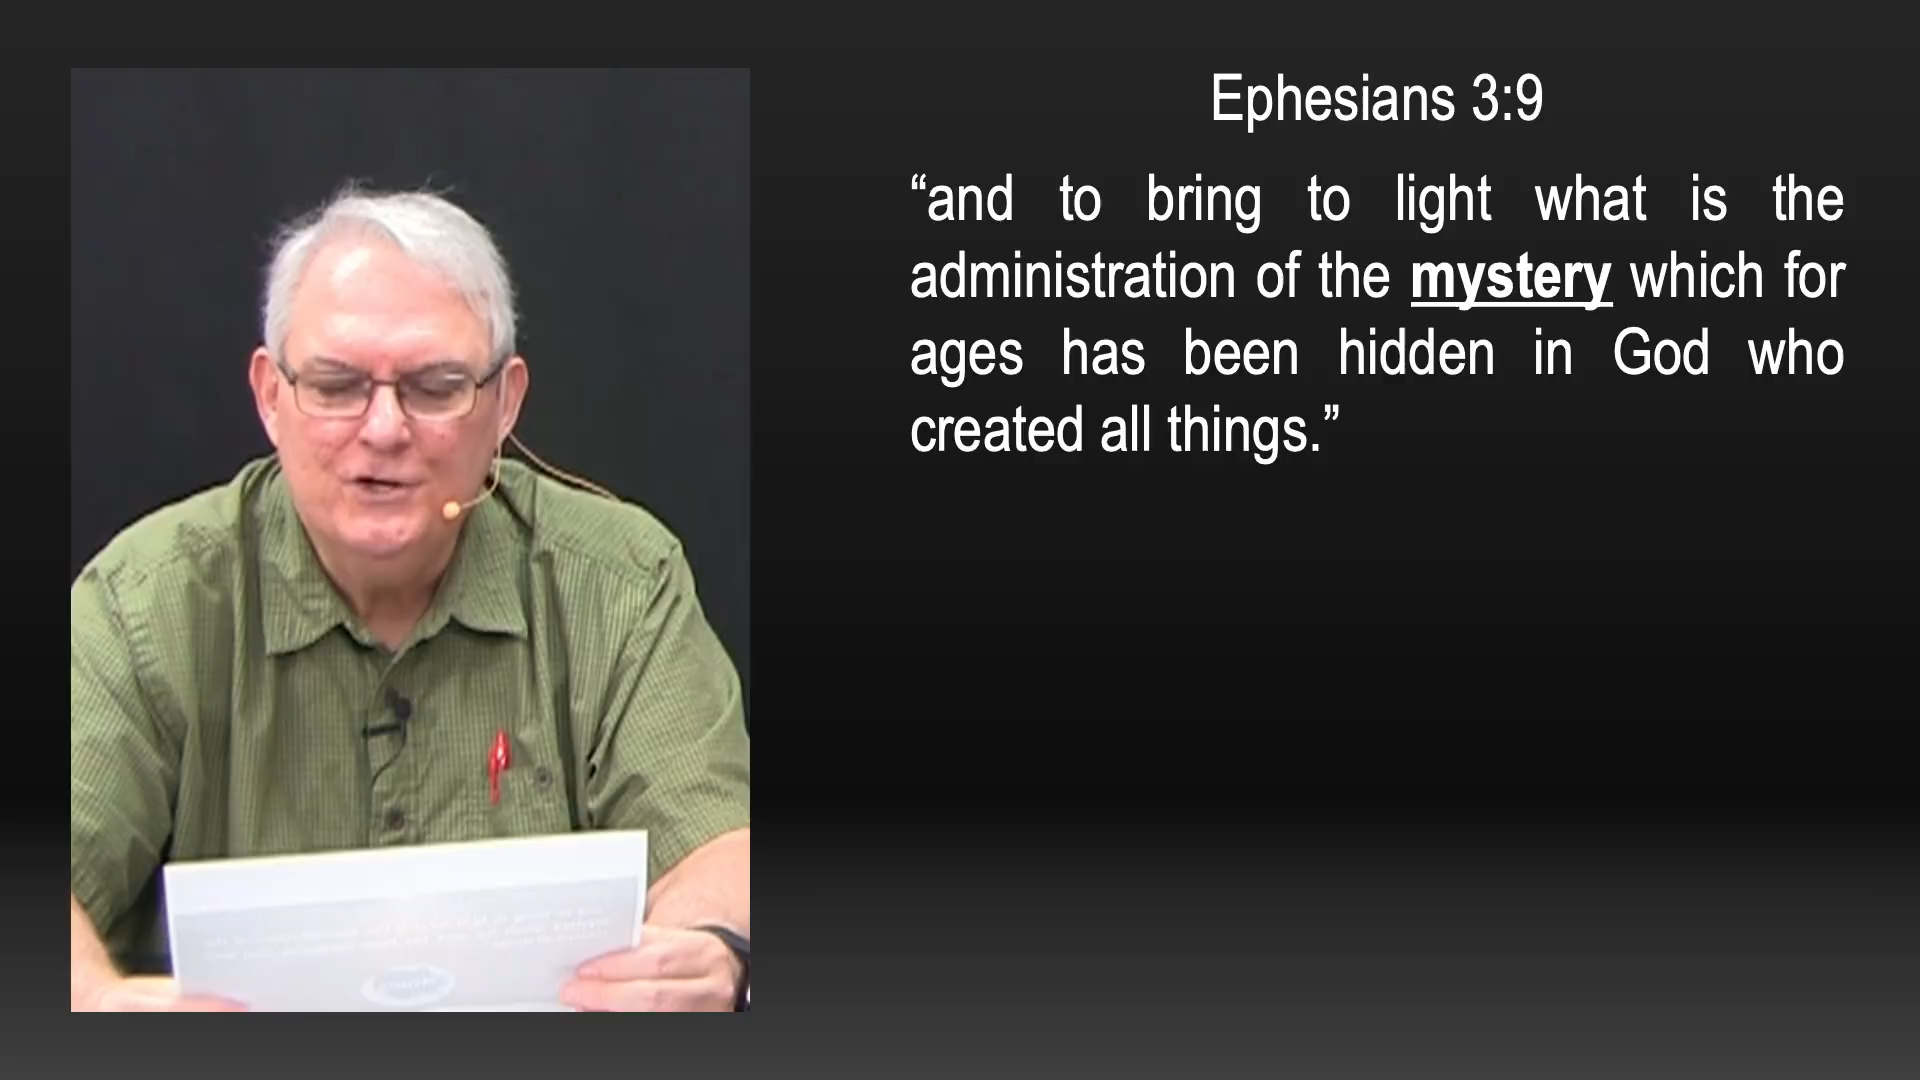 Ephesians 3:9
“and to bring to light what is the
administration of the mystery which for
ages has been hidden in God who
created all things.”